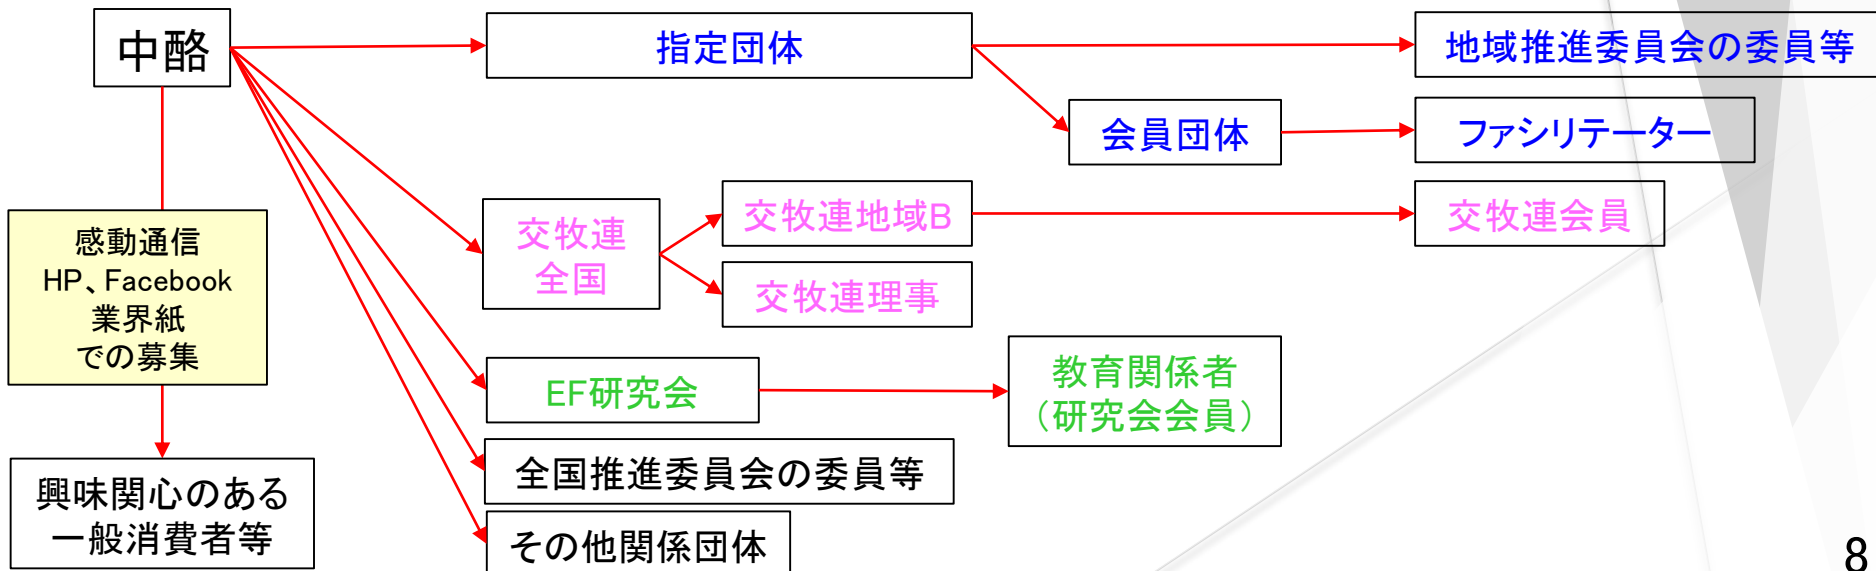 中酪
指定団体
地域推進委員会の委員等
会員団体
ファシリテーター
交牧連
全国
交牧連地域B
交牧連会員
交牧連理事
感動通信
HP、Facebook
業界紙
での募集
EF研究会
教育関係者
（研究会会員）
全国推進委員会の委員等
興味関心のある
一般消費者等
その他関係団体
8